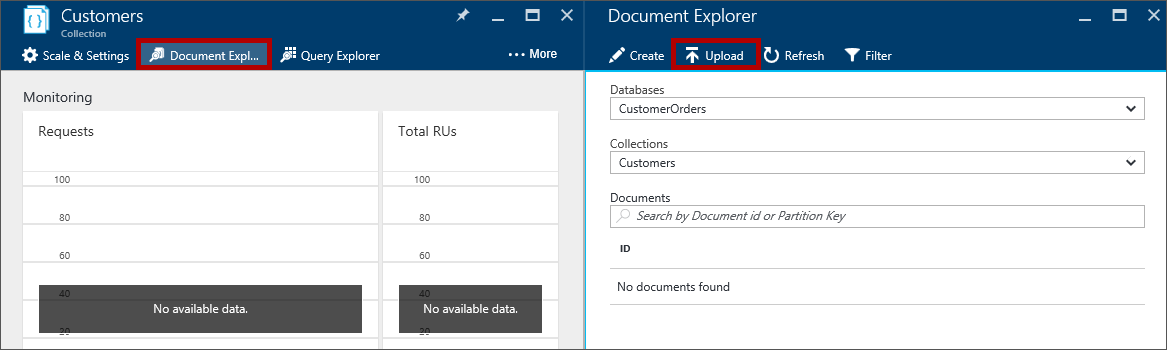 Customers
Collection
Scale & Settings
Document Expl...
Query Explorer
••• More
Monitoring
Requests
100
80
60
40
20
No available data.
Total RUs
100
80
60
40
20
No available data.
Document Explorer
Create
Upload
Refresh
Filter
Databases
CustomerOrders
Collections
Customers
Documents
Search by Document id or Partition Key
ID
No documents found